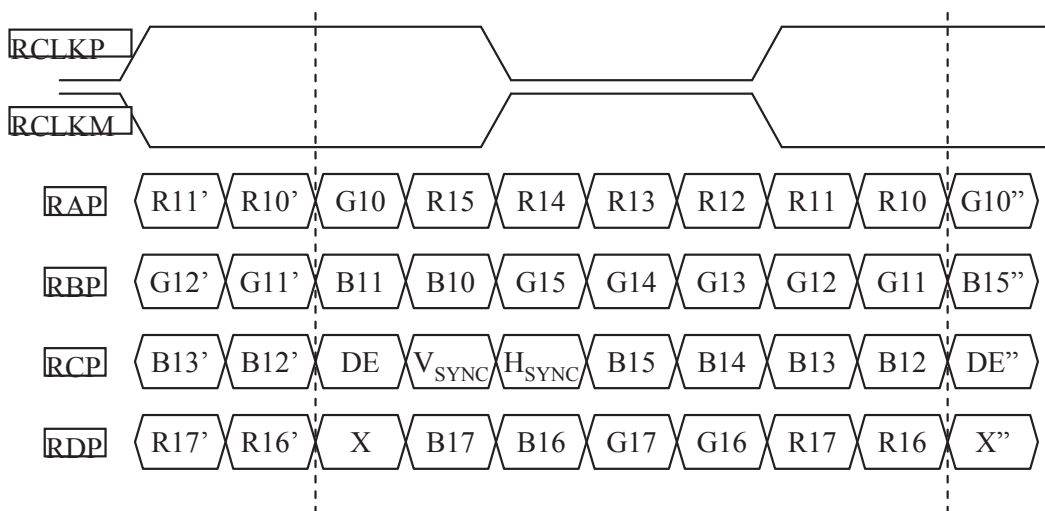 RCLKP
RCLKM
RAP R11’ R10’ G10 R15 R14 R13 R12 R11 R10 G10”
RBP G12’ G11’ B11 B10 G15 G14 G13 G12 G11 B15”
RCP B13’ B12’ DE VSYNC HSYNC B15 B14 B13 B12 DE”
RDP R17’ R16’ X B17 B16 G17 G16 R17 R16 X”